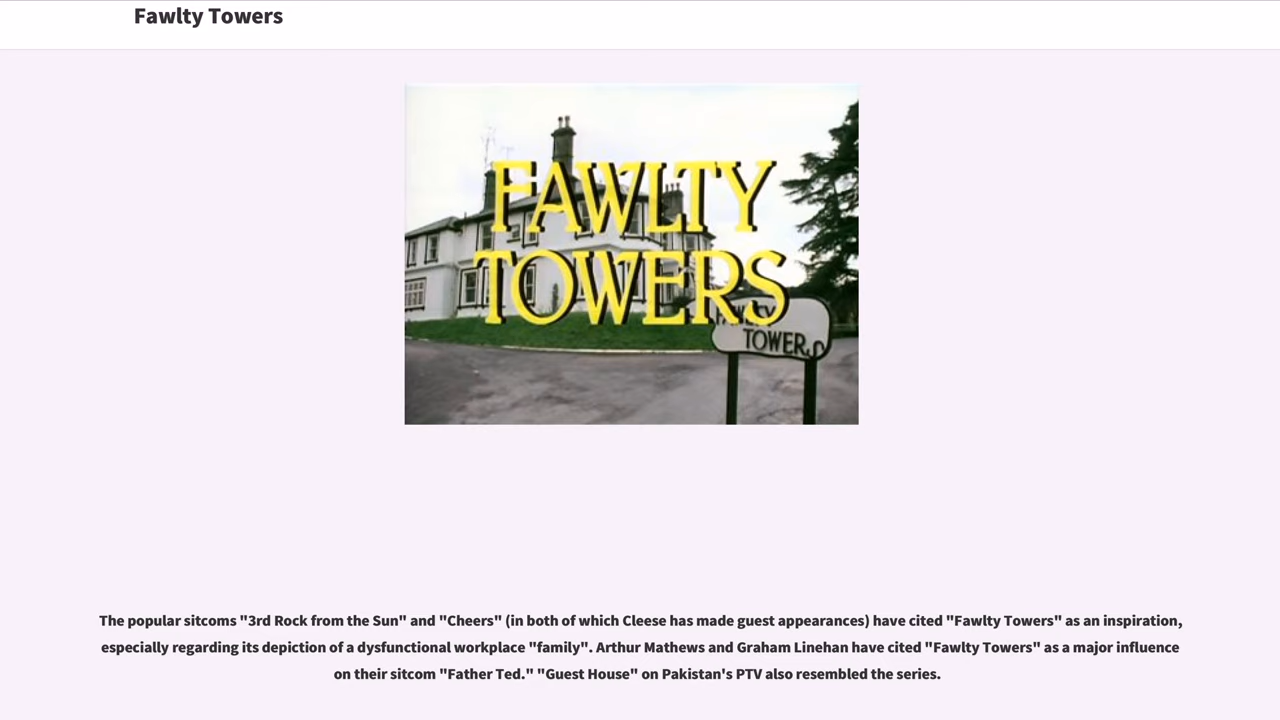 Fawlty Towers
FAWLTY
TOWERS
TOWERS
The popular sitcoms "3rd Rock from the Sun" and "Cheers" (in both of which Cleese has made guest appearances) have cited "Fawlty Towers" as an inspiration,
especially regarding its depiction of a dysfunctional workplace "family". Arthur Mathews and Graham Linehan have cited "Fawlty Towers" as a major influence
on their sitcom "Father Ted." "Guest House" on Pakistan's PTV also resembled the series.